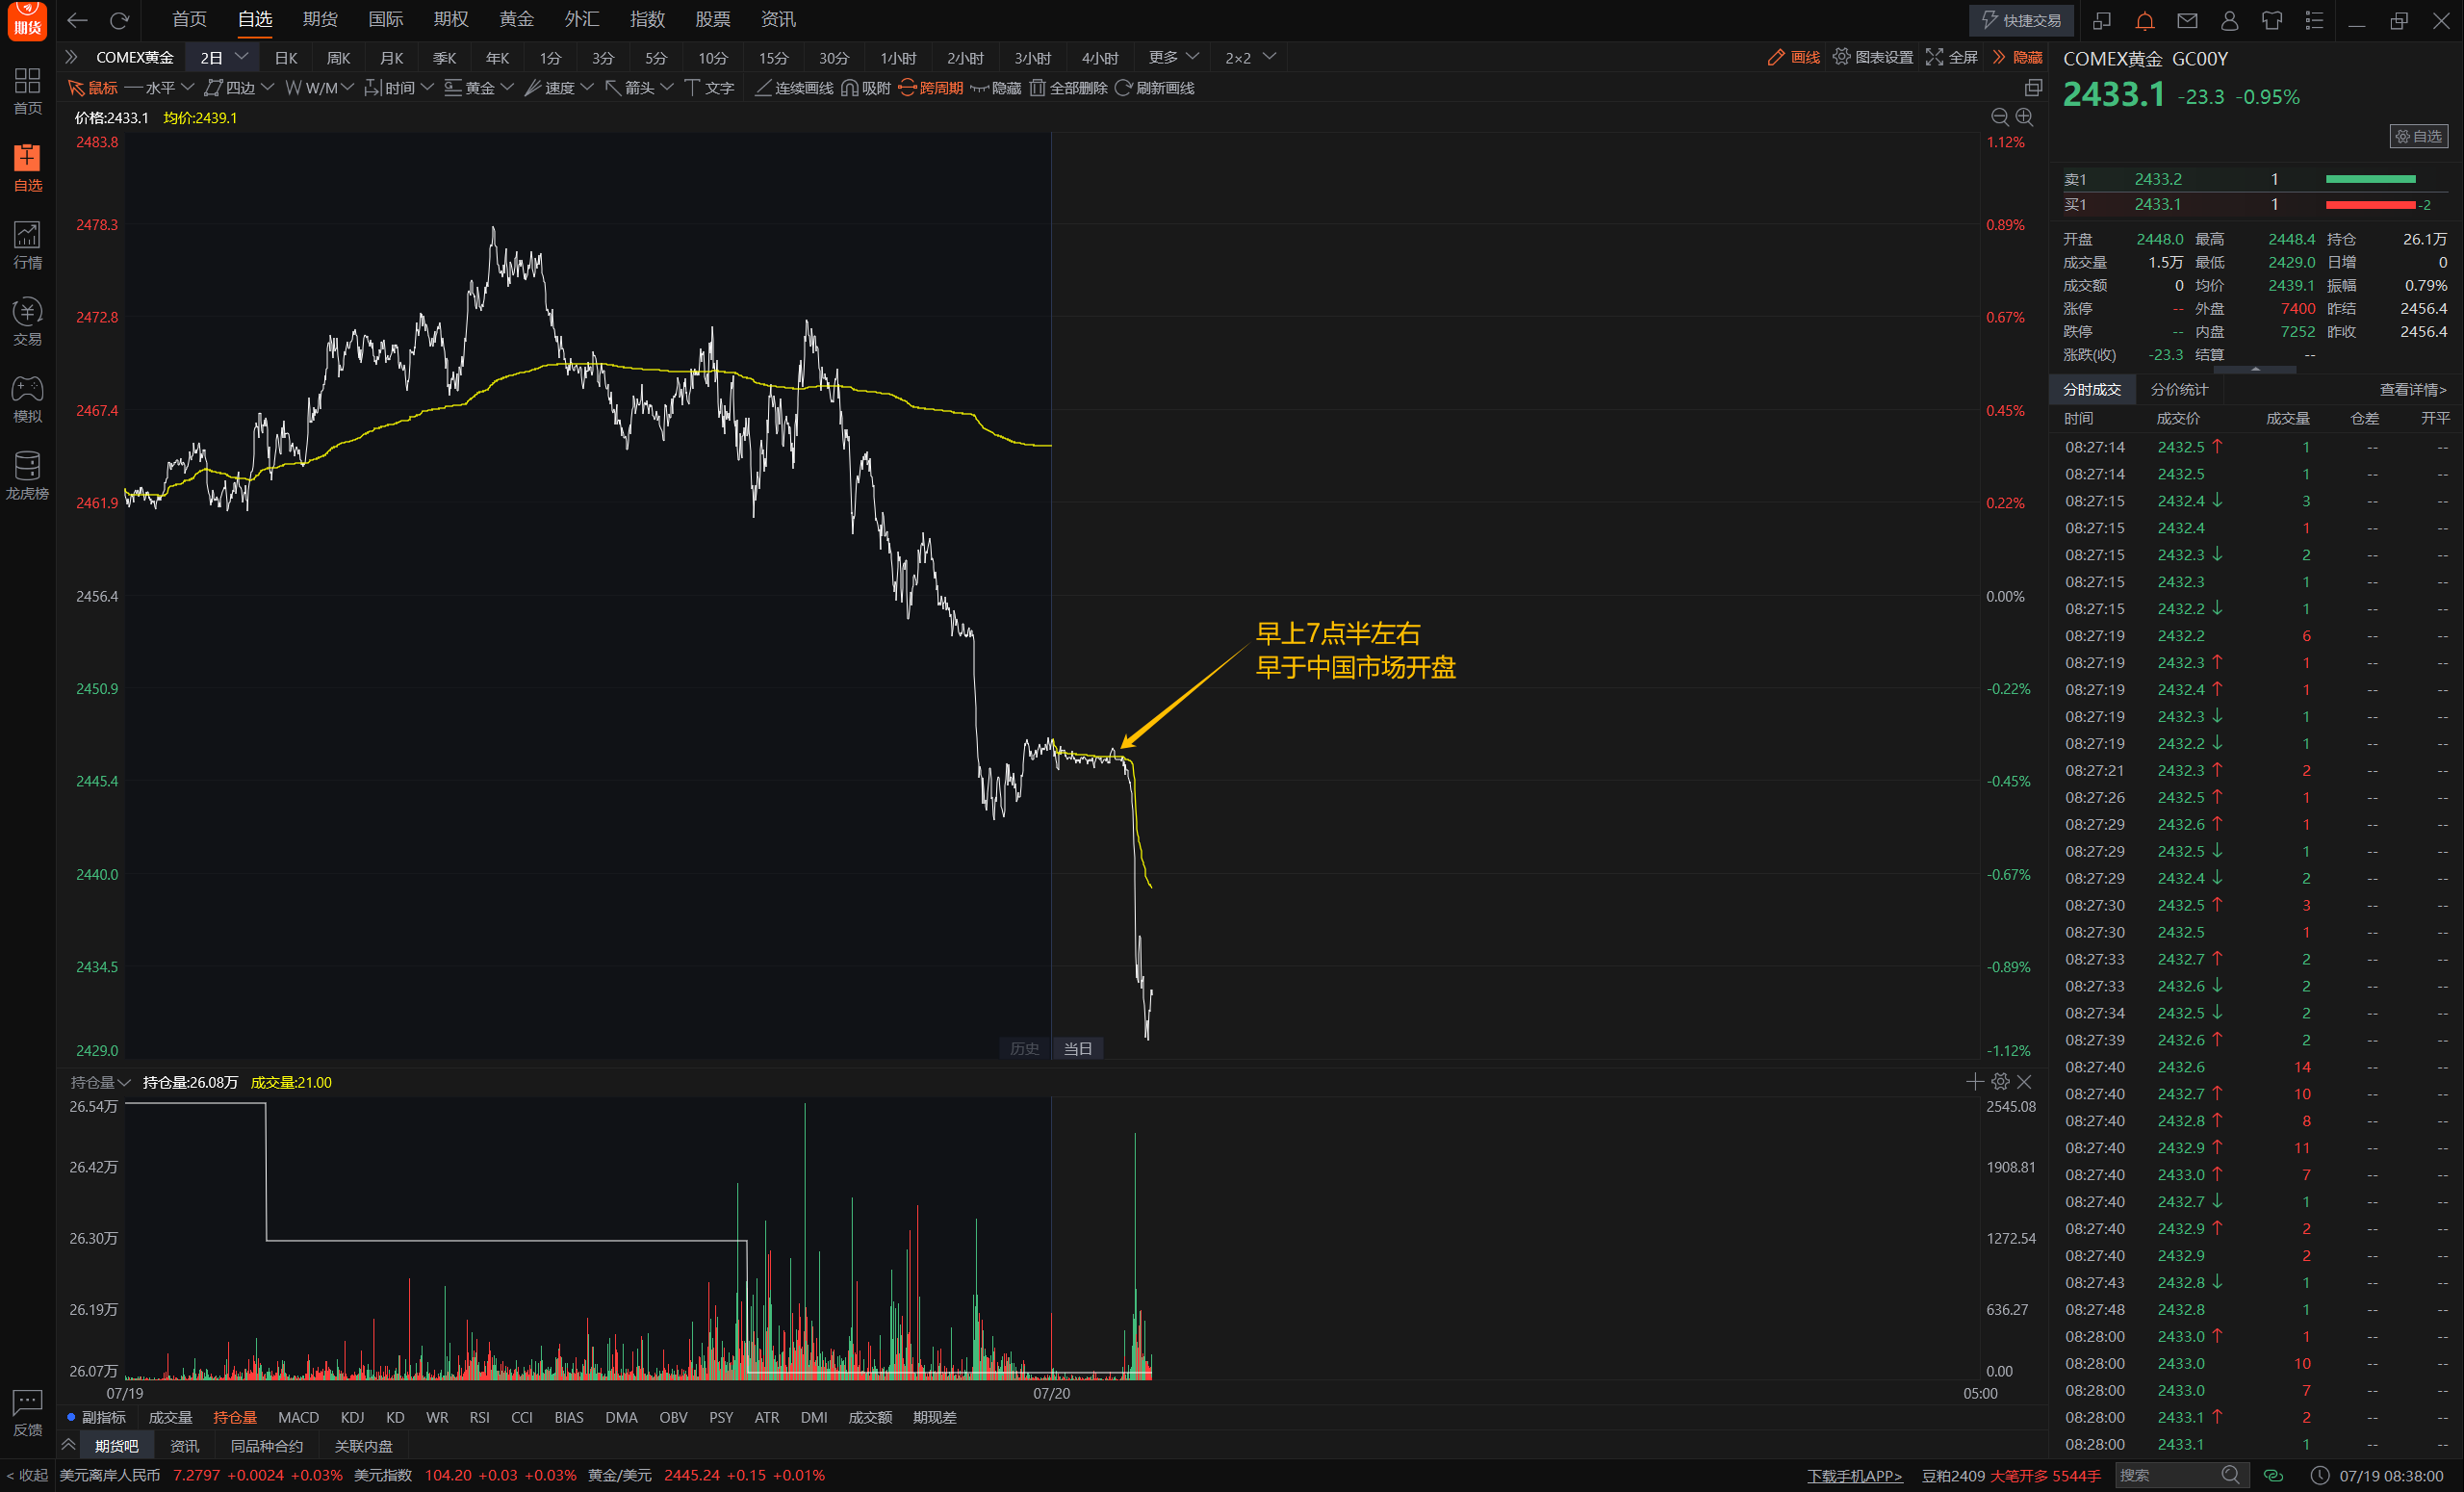 期货
首页 自选 期货 国际 期权 黄金 外汇 指数 股票 资讯
快捷交易
COMEX黄金 2日 日K 周K 月K 季K 年K 1分 3分 5分 10分 15分 30分 1小时 2小时 3小时 4小时 更多 2×2
画线 图表设置 全屏 隐藏
鼠标 水平 四边 W/M 时间 黄金 速度 箭头 文字 连续画线 吸附 跨周期 隐藏 全部删除 刷新画线
首页
自选
行情
交易
模拟
龙虎榜
反馈
< 收起
价格:2433.1 均价:2439.1
2483.8 1.12%
2478.3 0.89%
2472.8 0.67%
2467.4 0.45%
2461.9 0.22%
2456.4 0.00%
2450.9 -0.22%
2445.4 -0.45%
2440.0 -0.67%
2434.5 -0.89%
2429.0 -1.12%
早上7点半左右
早于中国市场开盘
历史 当日
持仓量 持仓量:26.08万 成交量:21.00
26.54万 2545.08
26.42万 1908.81
26.30万 1272.54
26.19万 636.27
26.07万 0.00
07/19 07/20 05:00
副指标 成交量 持仓量 MACD KDJ KD WR RSI CCI BIAS DMA OBV PSY ATR DMI 成交额 期现差
期货吧 资讯 同品种合约 关联内盘
美元离岸人民币 7.2797 +0.0024 +0.03% 美元指数 104.20 +0.03 +0.03% 黄金/美元 2445.24 +0.15 +0.01%
下载手机APP> 豆粕2409 大笔开多 5544手 搜索 07/19 08:38:00
COMEX黄金 GC00Y
2433.1 -23.3 -0.95%
自选
卖1 2433.2 1
买1 2433.1 1 -2
开盘 2448.0 最高 2448.4 持仓 26.1万
成交量 1.5万 最低 2429.0 日增 0
成交额 0 均价 2439.1 振幅 0.79%
涨停 -- 外盘 7400 昨结 2456.4
跌停 -- 内盘 7252 昨收 2456.4
涨跌(收) -23.3 结算 --
分时成交 分价统计 查看详情>
时间 成交价 成交量 仓差 开平
08:27:14 2432.5 ↑ 1 -- --
08:27:14 2432.5 1 -- --
08:27:15 2432.4 ↓ 3 -- --
08:27:15 2432.4 1 -- --
08:27:15 2432.3 ↓ 2 -- --
08:27:15 2432.3 1 -- --
08:27:15 2432.2 ↓ 1 -- --
08:27:19 2432.2 6 -- --
08:27:19 2432.3 ↑ 1 -- --
08:27:19 2432.4 ↑ 1 -- --
08:27:19 2432.3 ↓ 1 -- --
08:27:19 2432.2 ↓ 1 -- --
08:27:21 2432.3 ↑ 2 -- --
08:27:26 2432.5 ↑ 1 -- --
08:27:29 2432.6 ↑ 1 -- --
08:27:29 2432.5 ↓ 1 -- --
08:27:29 2432.4 ↓ 2 -- --
08:27:30 2432.5 ↑ 3 -- --
08:27:30 2432.5 1 -- --
08:27:33 2432.7 ↑ 2 -- --
08:27:33 2432.6 ↓ 2 -- --
08:27:34 2432.5 ↓ 2 -- --
08:27:39 2432.6 ↑ 2 -- --
08:27:40 2432.6 14 -- --
08:27:40 2432.7 ↑ 10 -- --
08:27:40 2432.8 ↑ 8 -- --
08:27:40 2432.9 ↑ 11 -- --
08:27:40 2433.0 ↑ 7 -- --
08:27:40 2432.7 ↓ 1 -- --
08:27:40 2432.9 ↑ 2 -- --
08:27:40 2432.9 2 -- --
08:27:43 2432.8 ↓ 1 -- --
08:27:48 2432.8 1 -- --
08:28:00 2433.0 ↑ 1 -- --
08:28:00 2433.0 10 -- --
08:28:00 2433.0 7 -- --
08:28:00 2433.1 ↑ 2 -- --
08:28:00 2433.1 1 -- --